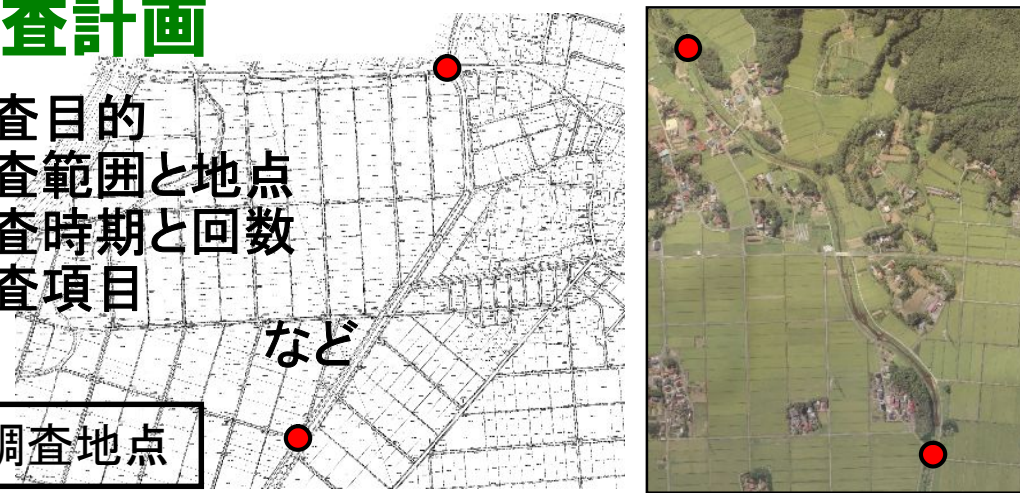 査計画
査目的
査範囲と地点
査時期と回数
査項目
など
調査地点